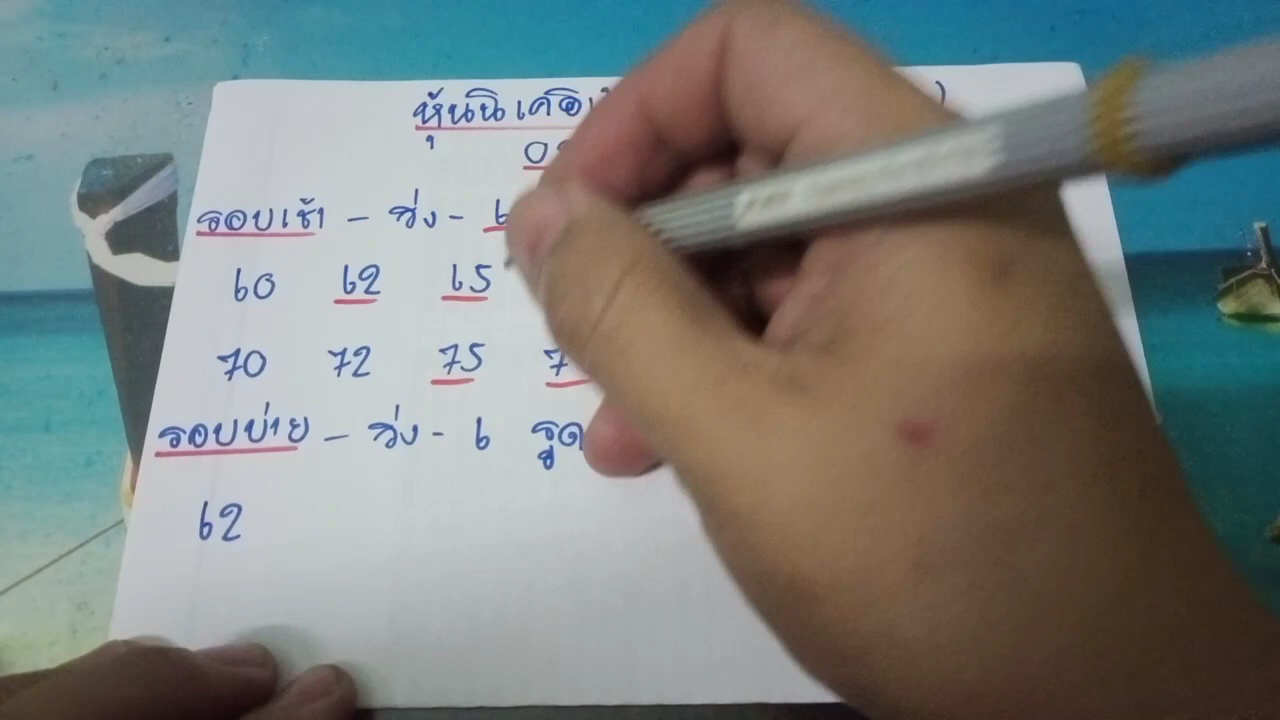 หุ้นนิเคอิ
รอบเช้า - วิ่ง -
60 62 65
70 72 75 7
รอบบ่าย - วิ่ง - 6 รูด
62